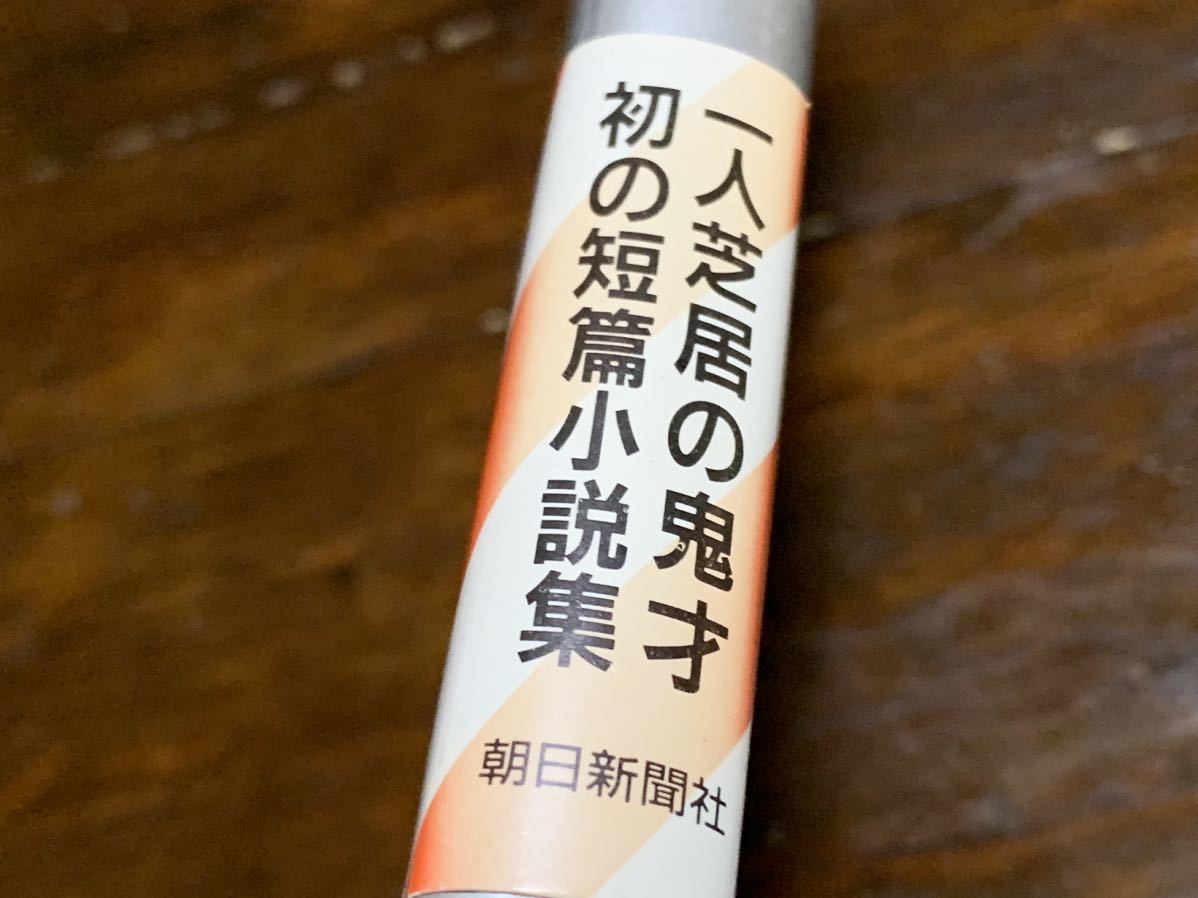 一人芝居の鬼才
初の短篇小説集
朝日新聞社